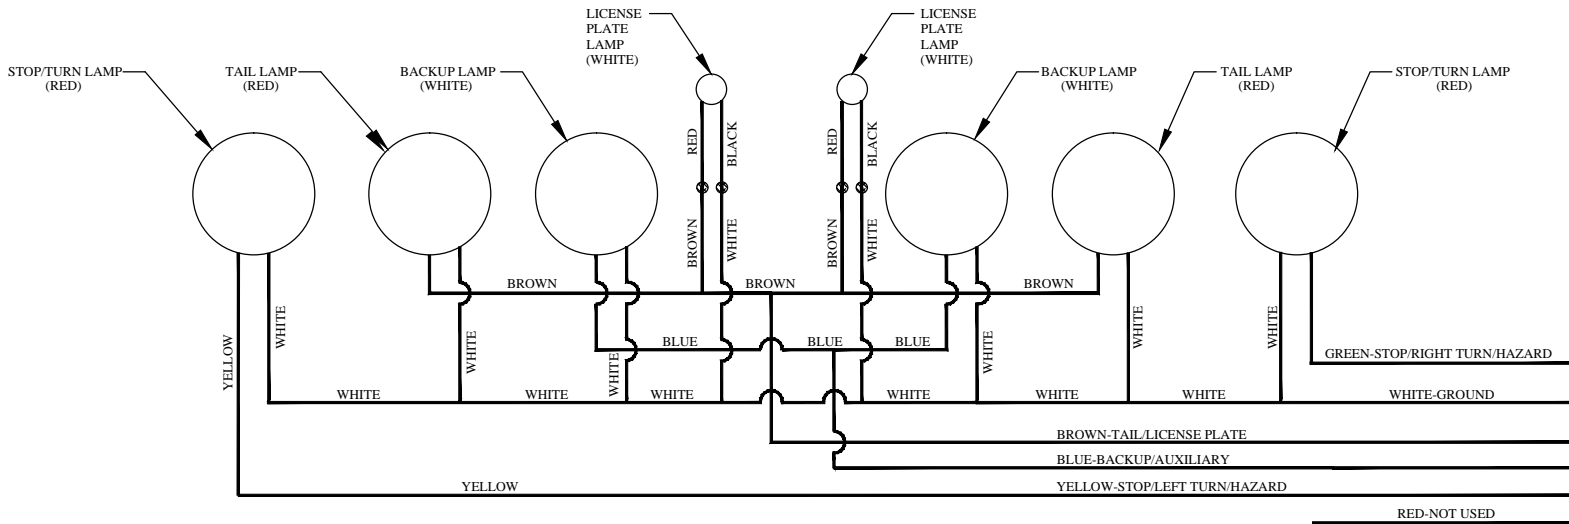 LICENSE
PLATE
LAMP
(WHITE)
LICENSE
PLATE
LAMP
(WHITE)
STOP/TURN LAMP
(RED)
TAIL LAMP
(RED)
BACKUP LAMP
(WHITE)
BACKUP LAMP
(WHITE)
TAIL LAMP
(RED)
STOP/TURN LAMP
(RED)
RED
BLACK
RED
BLACK
BROWN
WHITE
BROWN
WHITE
BROWN
BROWN
BROWN
WHITE
WHITE
WHITE
WHITE
WHITE
WHITE
YELLOW
BLUE
BLUE
BLUE
GREEN-STOP/RIGHT TURN/HAZARD
WHITE
WHITE
WHITE
WHITE
WHITE
WHITE
WHITE-GROUND
BROWN-TAIL/LICENSE PLATE
BLUE-BACKUP/AUXILIARY
YELLOW
YELLOW-STOP/LEFT TURN/HAZARD
RED-NOT USED